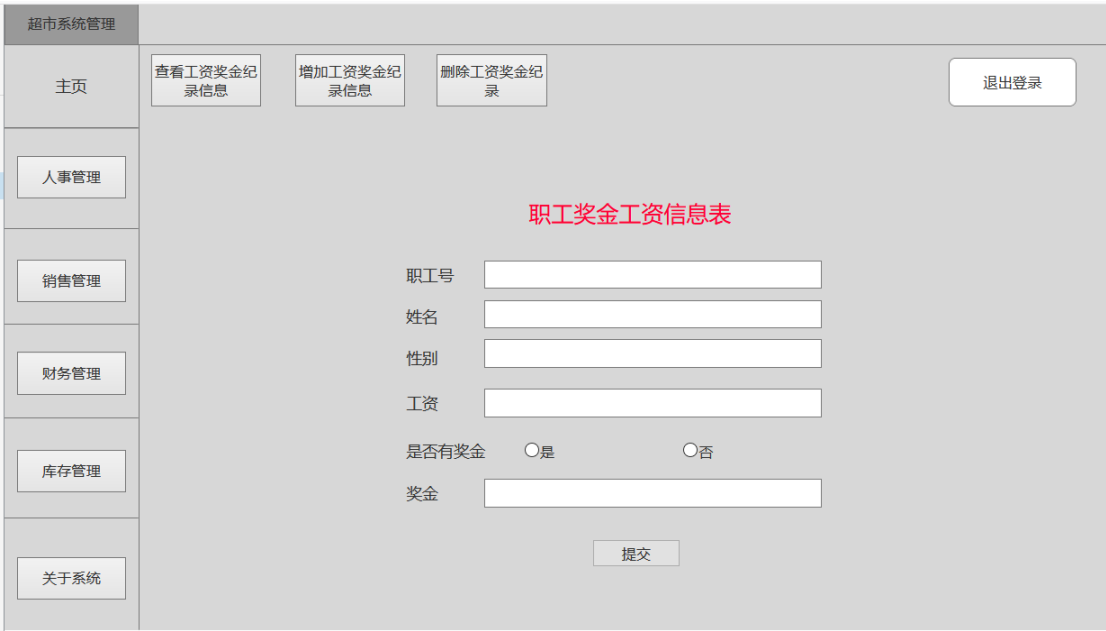 超市系统管理
主页
查看工资奖金纪
录信息
增加工资奖金纪
录信息
删除工资奖金纪
录
退出登录
人事管理
销售管理
财务管理
库存管理
关于系统
职工奖金工资信息表
职工号
姓名
性别
工资
是否有奖金 是 否
奖金
提交